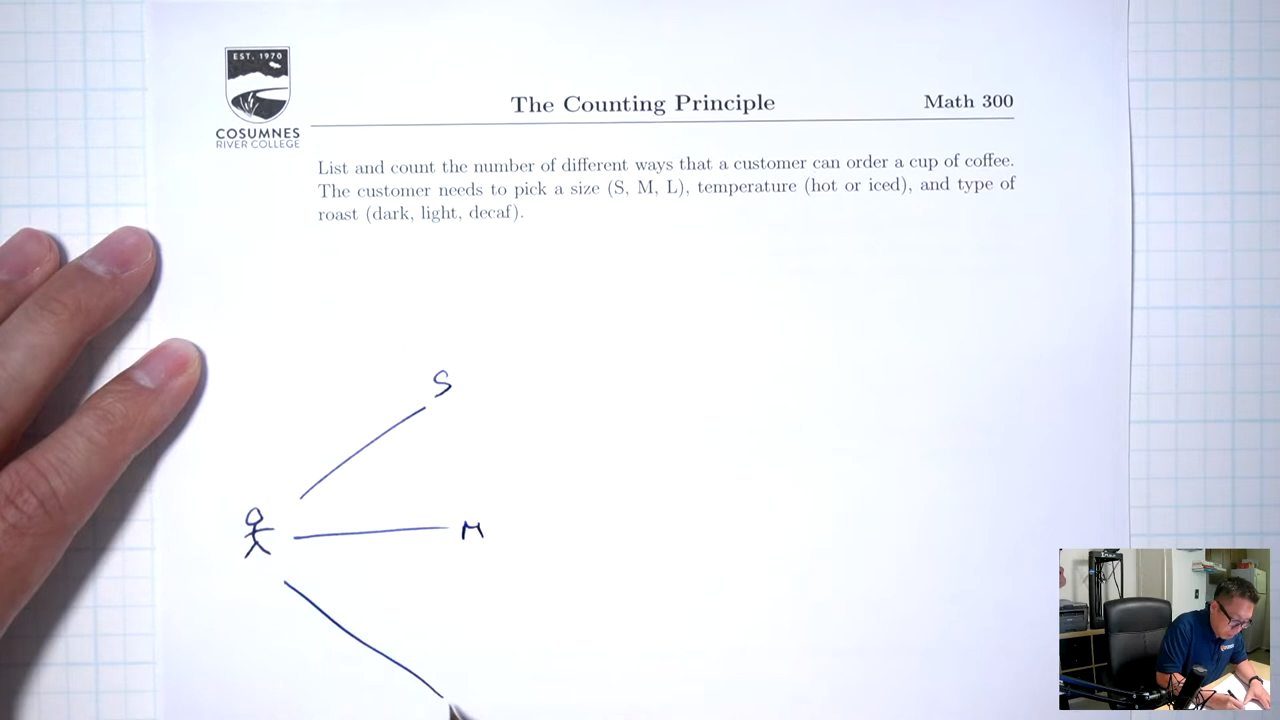 EST. 1970
COSUMNES
RIVER COLLEGE
The Counting Principle
Math 300
List and count the number of different ways that a customer can order a cup of coffee.
The customer needs to pick a size (S, M, L), temperature (hot or iced), and type of
roast (dark, light, decaf).
S
M